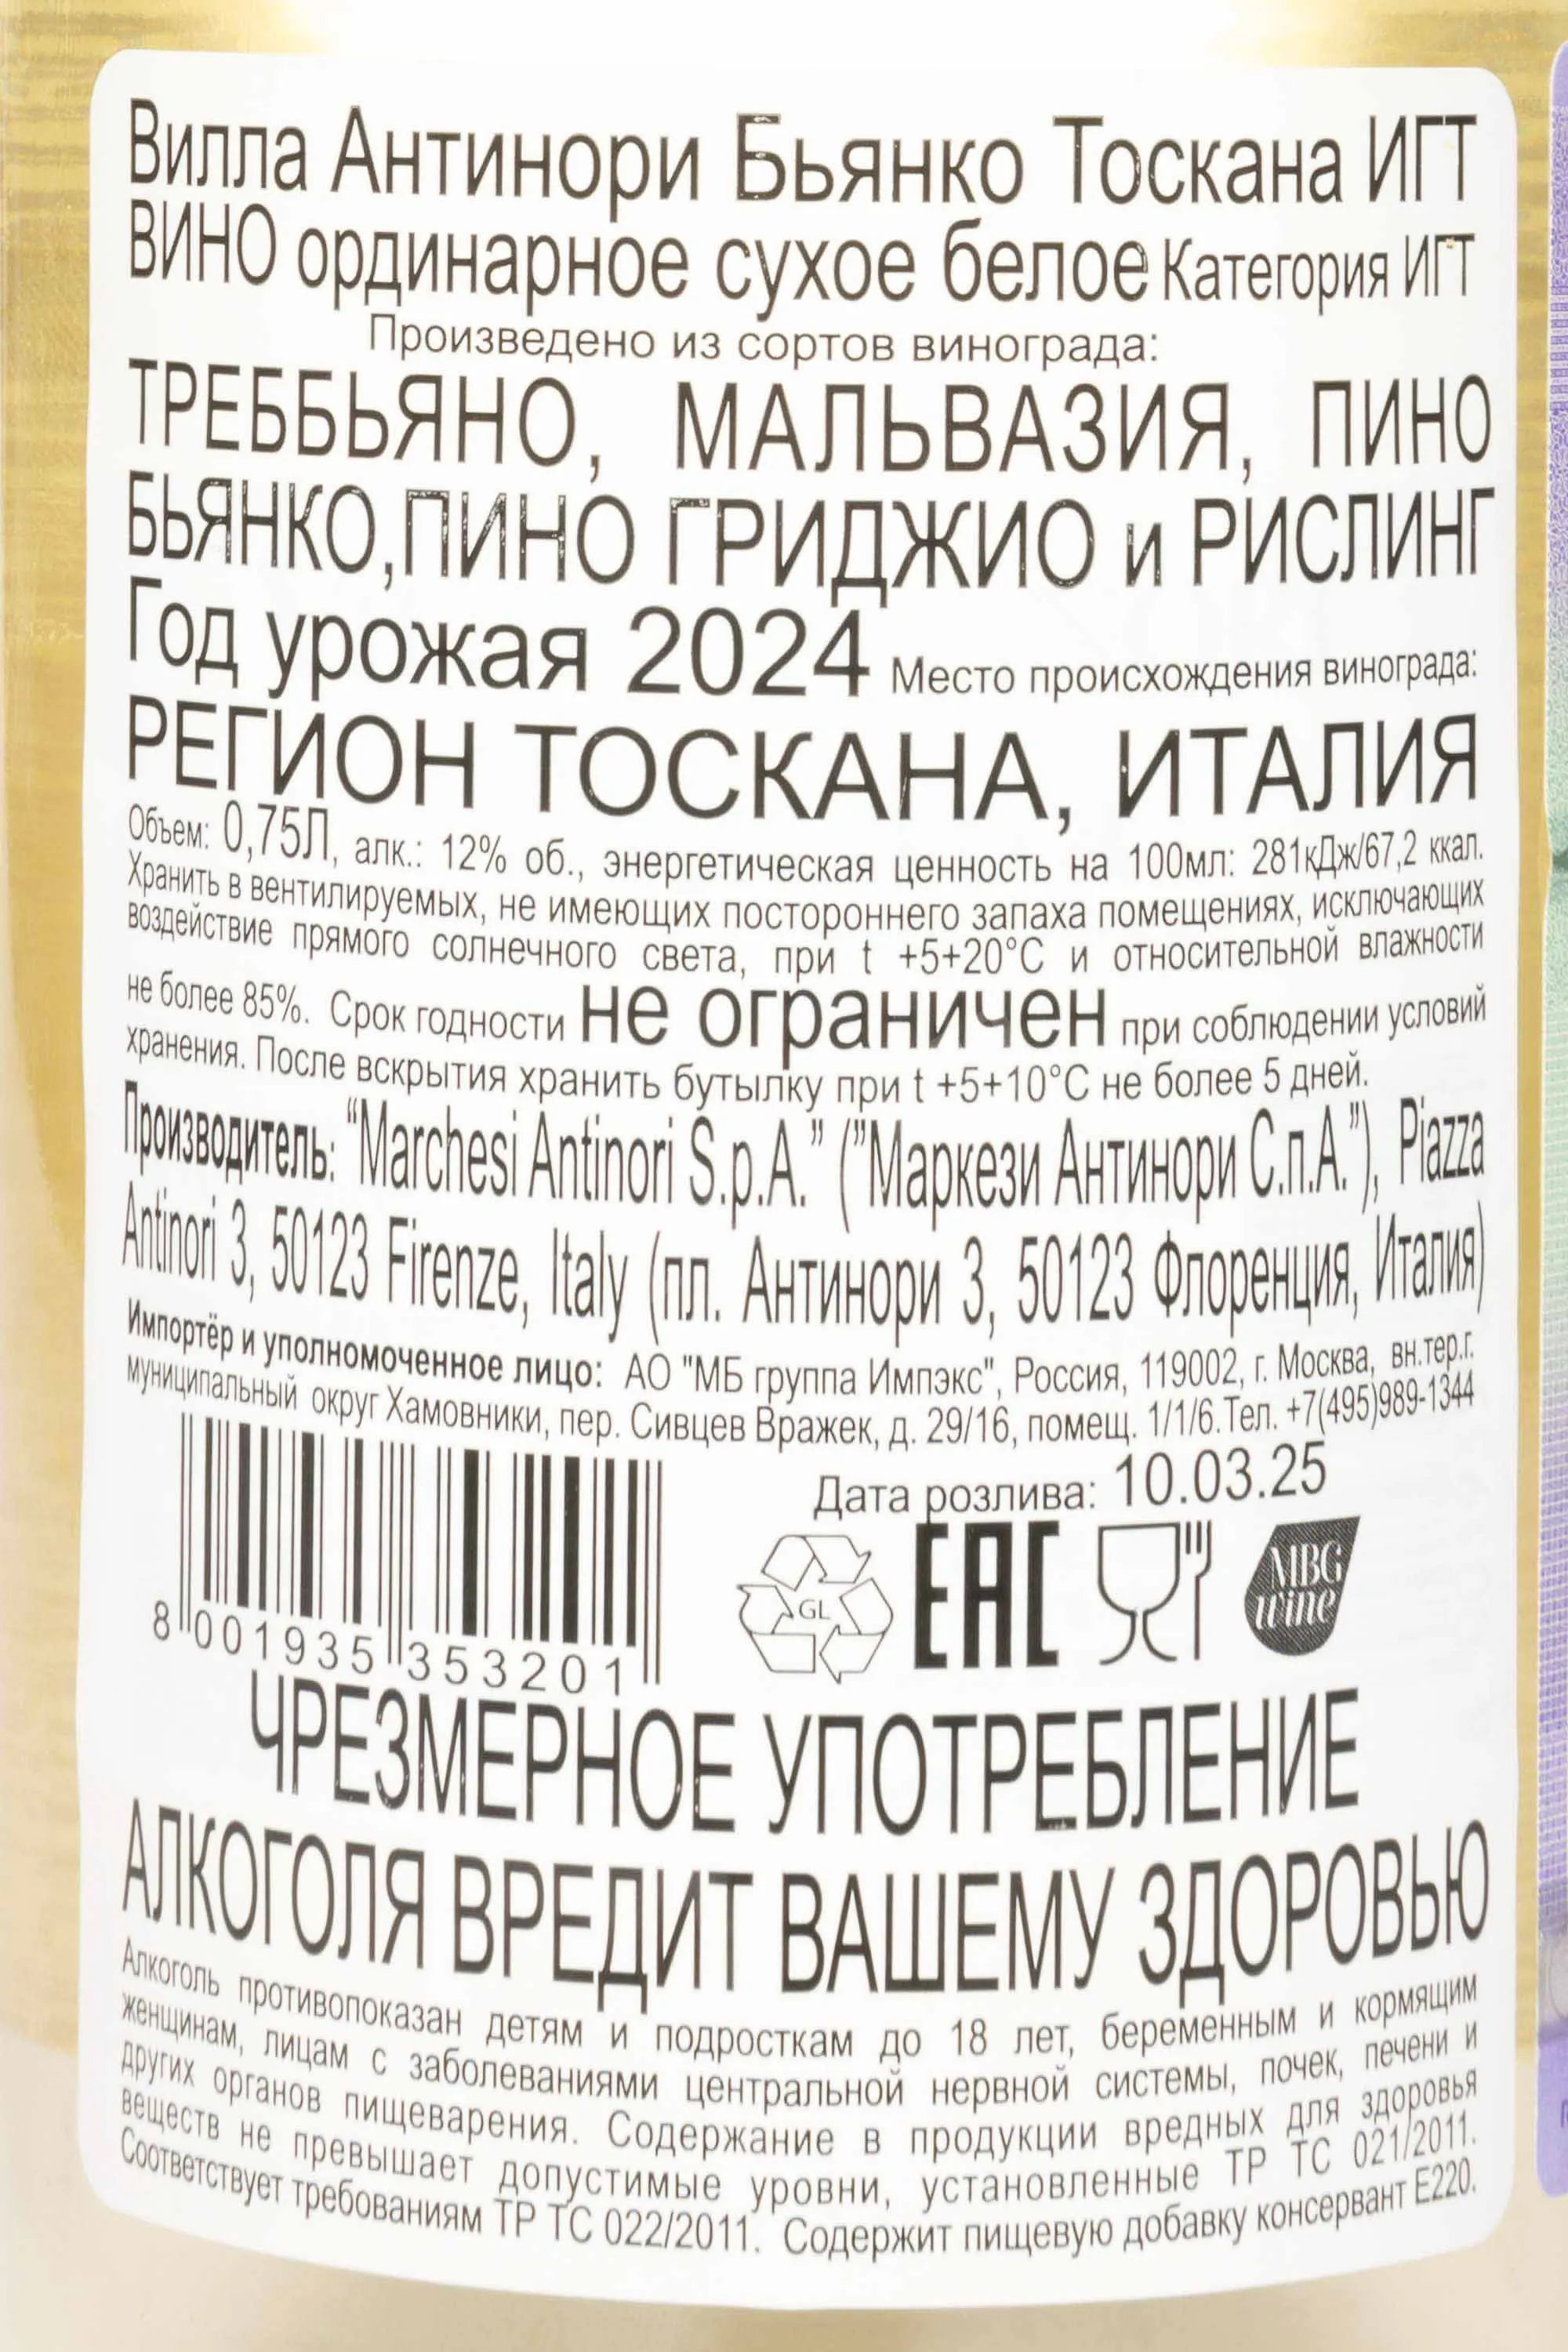 Вилла Антинори Бьянко Тоскана ИГТ
ВИНО ординарное сухое белое Категория ИГТ
Произведено из сортов винограда:
ТРЕББЬЯНО, МАЛЬВАЗИЯ, ПИНО
БЬЯНКО,ПИНО ГРИДЖИО и РИСЛИНГ
Год урожая 2024 Место происхождения винограда:
РЕГИОН ТОСКАНА, ИТАЛИЯ
Объем: 0,75Л, алк.: 12% об., энергетическая ценность на 100мл: 281кДж/67,2 ккал.
Хранить в вентилируемых, не имеющих постороннего запаха помещениях, исключающих
воздействие прямого солнечного света, при t +5+20°C и относительной влажности
не более 85%. Срок годности не ограничен при соблюдении условий
хранения. После вскрытия хранить бутылку при t +5+10°C не более 5 дней.
Производитель: “Marchesi Antinori S.p.A.” (”Маркези Антинори С.п.А.”), Piazza
Antinori 3, 50123 Firenze, Italy (пл. Антинори 3, 50123 Флоренция, Италия)
Импортёр и уполномоченное лицо: АО "МБ группа Импэкс", Россия, 119002, г. Москва, вн.тер.г.
муниципальный округ Хамовники, пер. Сивцев Вражек, д. 29/16, помещ. 1/1/6.Тел. +7(495)989-1344
Дата розлива: 10.03.25
GL EAC MBG
wine
8 001935 353201
ЧРЕЗМЕРНОЕ УПОТРЕБЛЕНИЕ
АЛКОГОЛЯ ВРЕДИТ ВАШЕМУ ЗДОРОВЬЮ
Алкоголь противопоказан детям и подросткам до 18 лет, беременным и кормящим
женщинам, лицам с заболеваниями центральной нервной системы, почек, печени и
других органов пищеварения. Содержание в продукции вредных для здоровья
веществ не превышает допустимые уровни, установленные ТР ТС 021/2011.
Соответствует требованиям ТР ТС 022/2011. Содержит пищевую добавку консервант Е220.